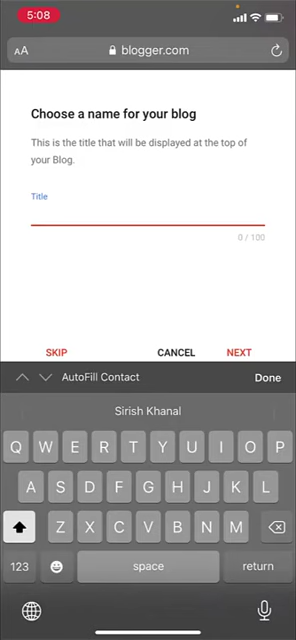 5:08
AA blogger.com
Choose a name for your blog
This is the title that will be displayed at the top of
your Blog.
Title
0 / 100
SKIP CANCEL NEXT
AutoFill Contact Done
Sirish Khanal
Q W E R T Y U I O P
A S D F G H J K L
Z X C V B N M
123 space return